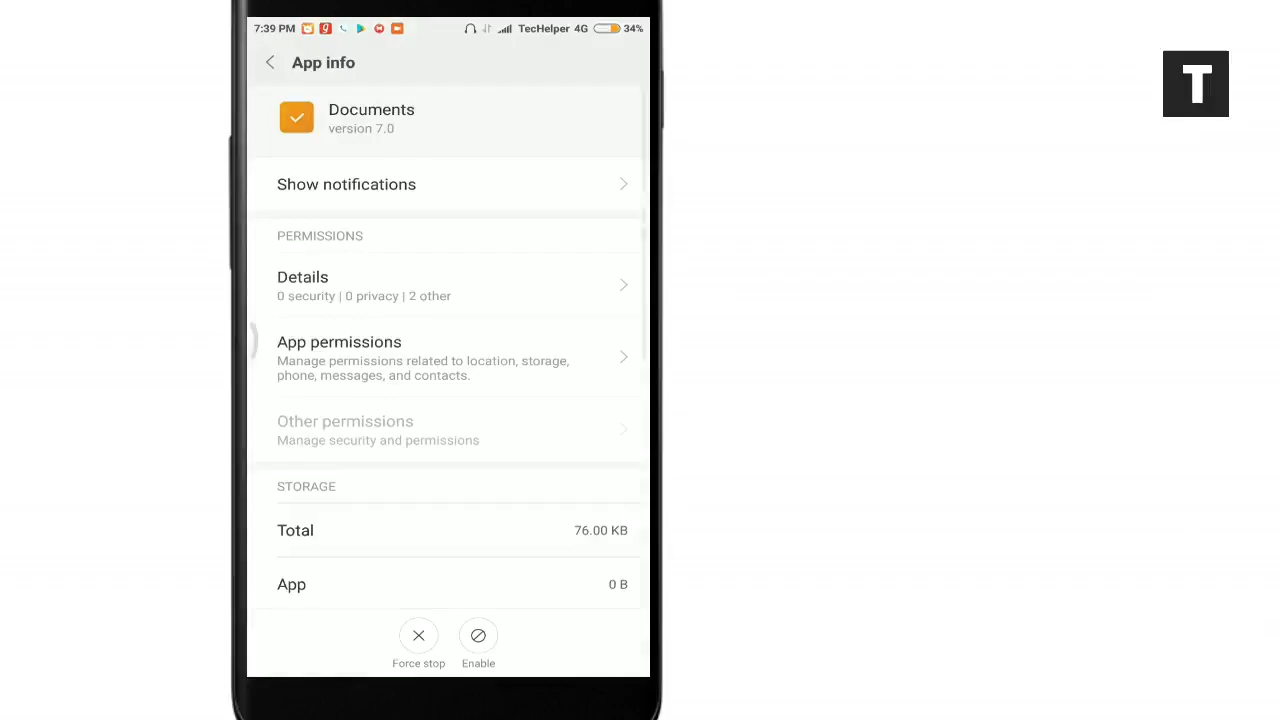 7:39 PM TecHelper 4G 34%
App info
T
Documents
version 7.0
Show notifications
PERMISSIONS
Details
0 security | 0 privacy | 2 other
App permissions
Manage permissions related to location, storage,
phone, messages, and contacts.
Other permissions
Manage security and permissions
STORAGE
Total 76.00 KB
App 0 B
Force stop Enable